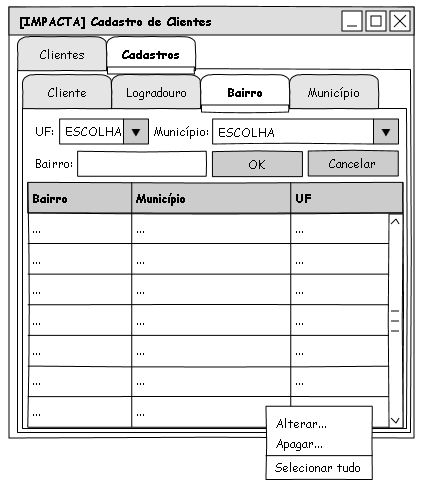 [IMPACTA] Cadastro de Clientes
Clientes Cadastros
Cliente Logradouro Bairro Município
UF: ESCOLHA Município: ESCOLHA
Bairro: OK Cancelar
Bairro Município UF
... ... ...
... ... ...
... ... ...
... ... ...
... ... ...
... ... ...
... ...
Alterar...
Apagar...
Selecionar tudo